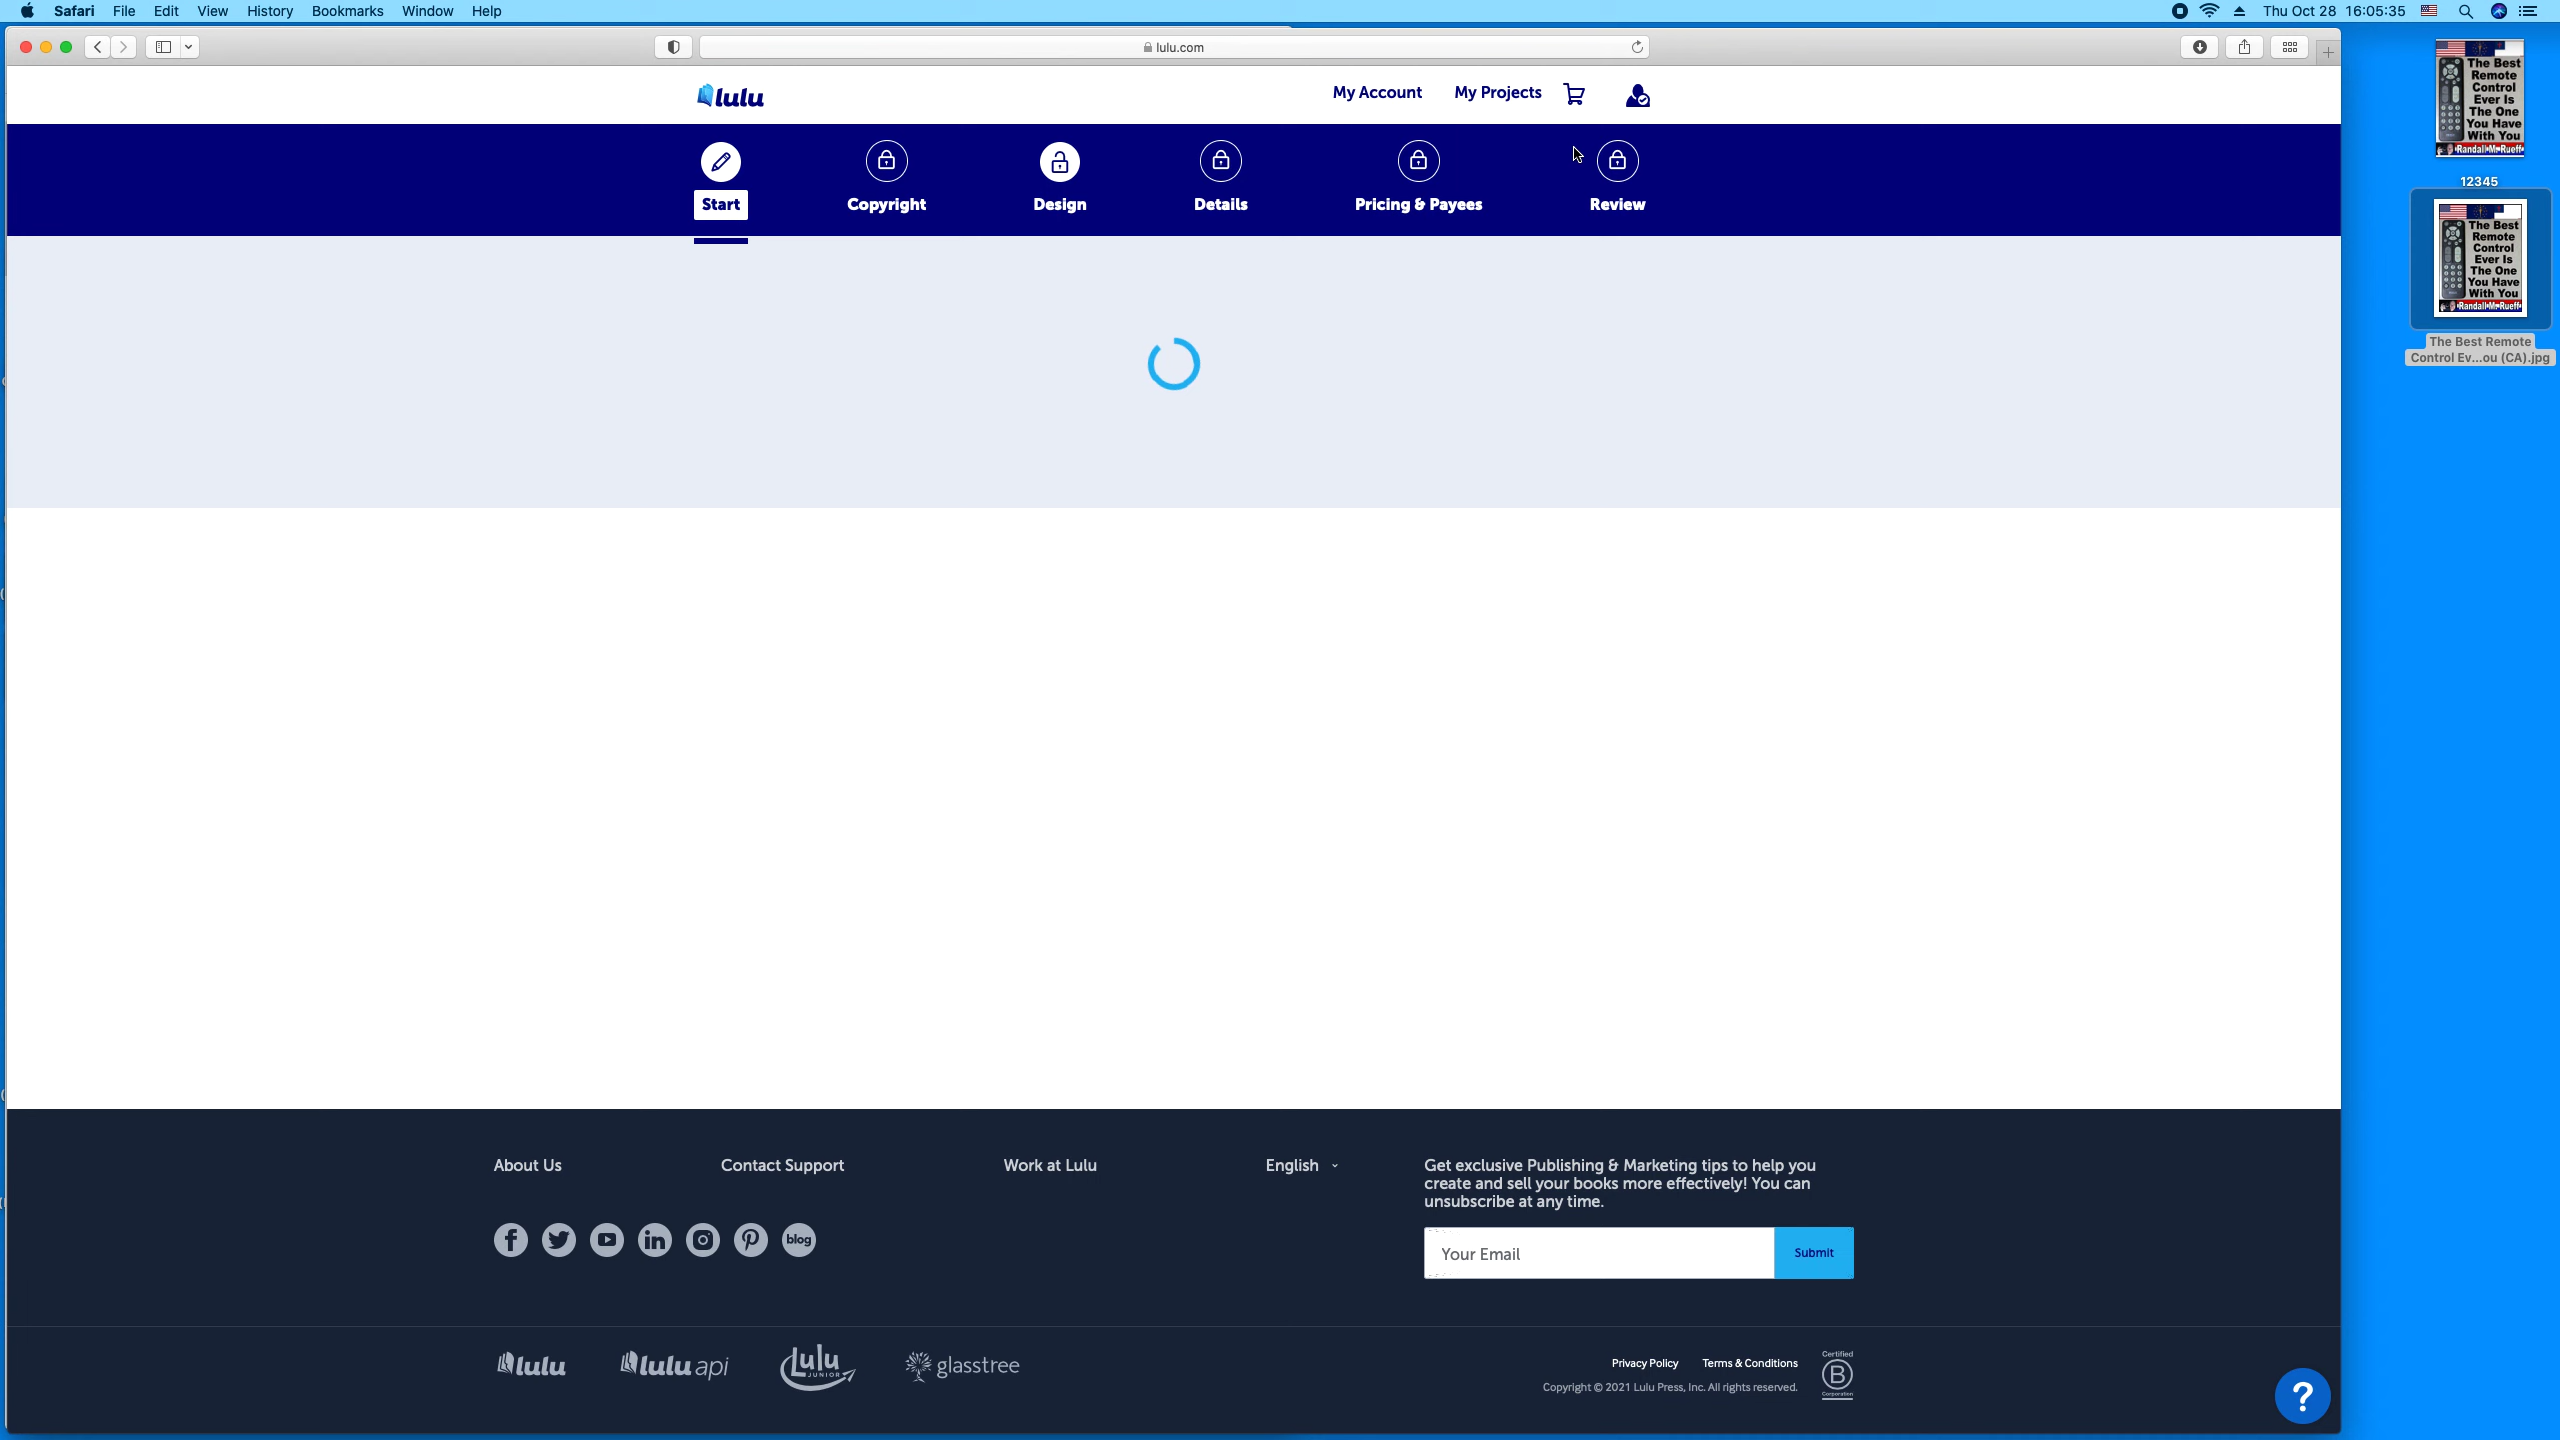 Safari File Edit View History Bookmarks Window Help
Thu Oct 28 16:05:35
lulu.com
lulu
My Account My Projects
Start Copyright Design Details Pricing & Payees Review
The Best
Remote
Control
Ever Is
The One
You Have
With You
Randall M Rueff
12345
The Best
Remote
Control
Ever Is
The One
You Have
With You
Randall M Rueff
The Best Remote
Control Ev...ou (CA).jpg
About Us Contact Support Work at Lulu English
Get exclusive Publishing & Marketing tips to help you
create and sell your books more effectively! You can
unsubscribe at any time.
blog
Your Email Submit
lulu lulu api lulu JUNIOR glasstree
Privacy Policy Terms & Conditions
Copyright © 2021 Lulu Press, Inc. All rights reserved.
Certified
B
Corporation
?